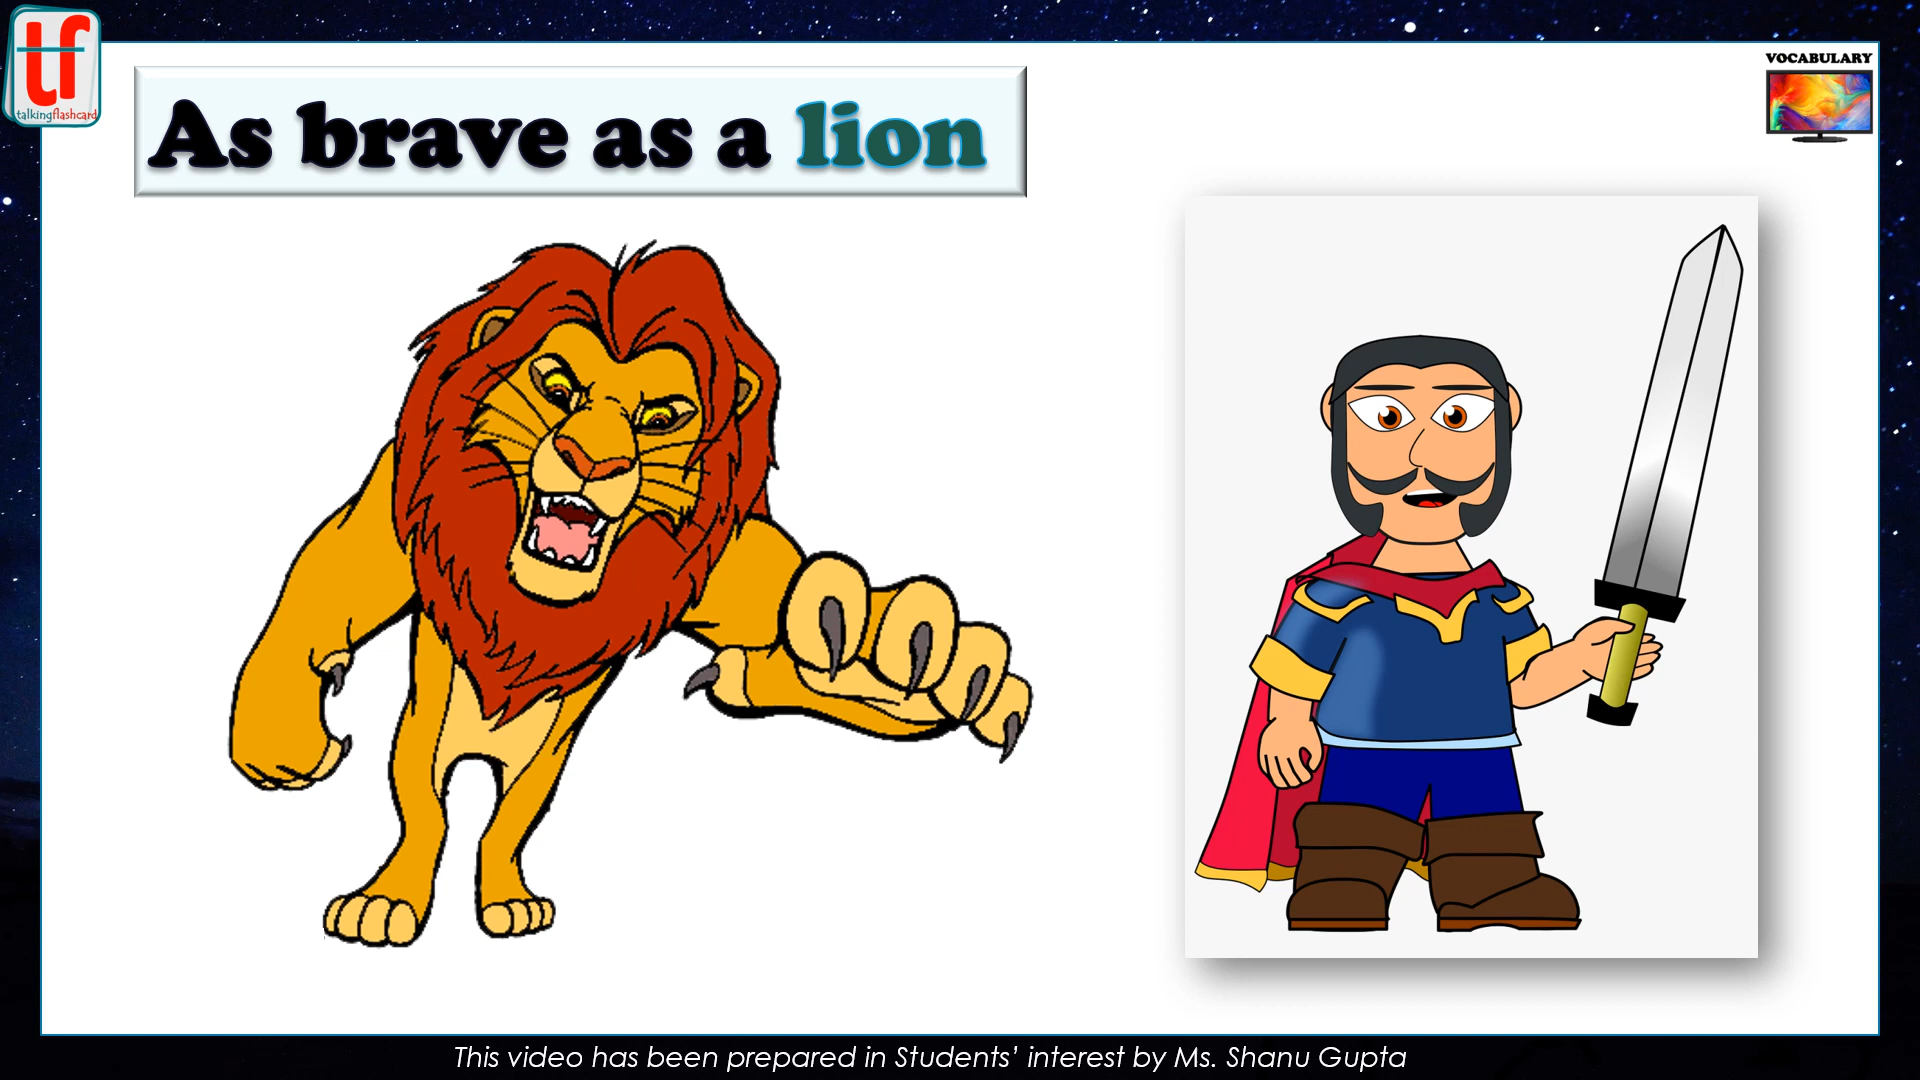 tf
talkingflashcard
VOCABULARY
As brave as a lion
This video has been prepared in Students’ interest by Ms. Shanu Gupta